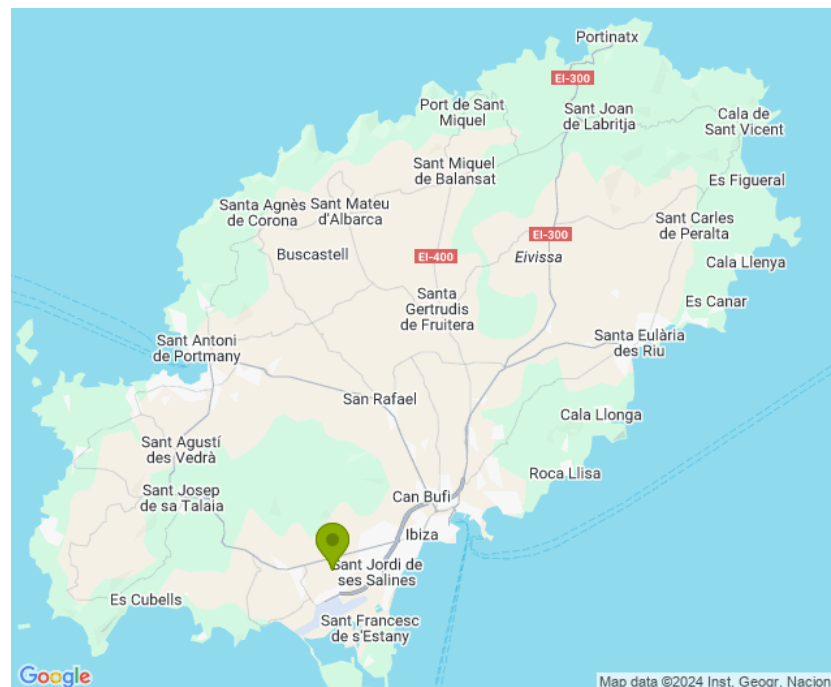 Portinatx
EI-300
Port de Sant
Miquel
Sant Joan
de Labritja
Cala de
Sant Vicent
Sant Miquel
de Balansat
Es Figueral
Santa Agnès
de Corona
Sant Mateu
d'Albarca
Sant Carles
de Peralta
EI-300
Buscastell
EI-400
Eivissa
Cala Llenya
Santa
Gertrudis
de Fruitera
Es Canar
Sant Antoni
de Portmany
Santa Eulària
des Riu
San Rafael
Cala Llonga
Sant Agustí
des Vedrà
Roca Llisa
Sant Josep
de sa Talaia
Can Bufi
Ibiza
Sant Jordi de
ses Salines
Es Cubells
Sant Francesc
de s'Estany
Google
Map data ©2024 Inst. Geogr. Nacion